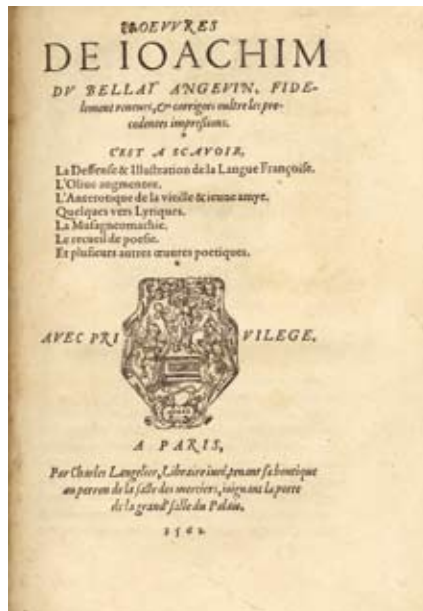 OEVVRES
DE IOACHIM
DV BELLAY ANGEVIN, FIDE-
lement reueues, & corrigees oultre les pre-
cedentes impreßions.
C'EST A SCAVOIR,
La Deffense & Illustration de la Langue Françoise.
L'Oliue augmentee.
L'Anterotique de la vieille & ieune amye.
Quelques vers Lyriques.
La Musagneomachie.
Le recueil de poesie.
Et plusieurs autres œuures poetiques.
AVEC PRI VILEGE.
A PARIS,
Par Charles Langelier, Libraire iuré, tenant sa boutique
au perron de la salle des merciers, ioignant la porte
de la grand' salle du Palais.
1562